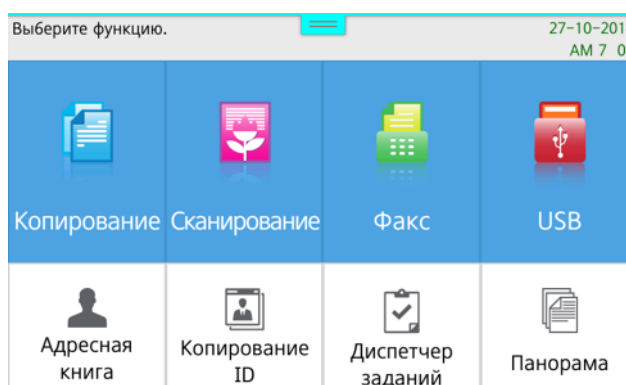 Выберите функцию.
27-10-201
AM 7 0
Копирование Сканирование Факс USB
Адресная книга
Копирование ID
Диспетчер заданий
Панорама